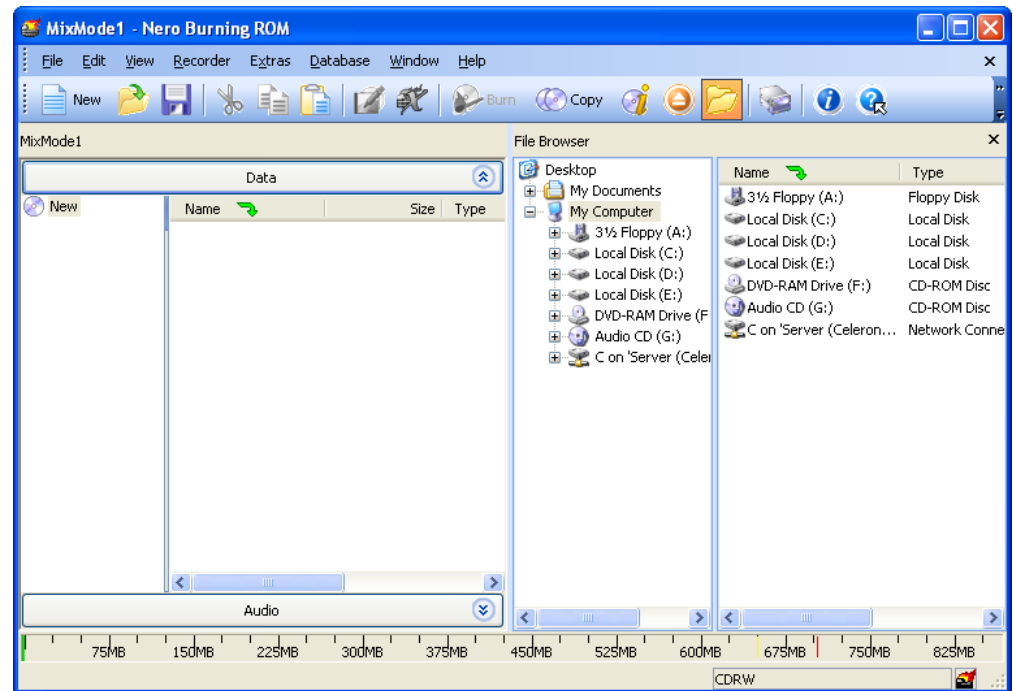 MixMode1 - Nero Burning ROM
File Edit View Recorder Extras Database Window Help
New Burn Copy
MixMode1
Data
New
Name Size Type
Audio
File Browser
Desktop
My Documents
My Computer
3½ Floppy (A:)
Local Disk (C:)
Local Disk (D:)
Local Disk (E:)
DVD-RAM Drive (F
Audio CD (G:)
C on 'Server (Celer
Name Type
3½ Floppy (A:) Floppy Disk
Local Disk (C:) Local Disk
Local Disk (D:) Local Disk
Local Disk (E:) Local Disk
DVD-RAM Drive (F:) CD-ROM Disc
Audio CD (G:) CD-ROM Disc
C on 'Server (Celeron... Network Conne
75MB 150MB 225MB 300MB 375MB 450MB 525MB 600MB 675MB 750MB 825MB
CDRW